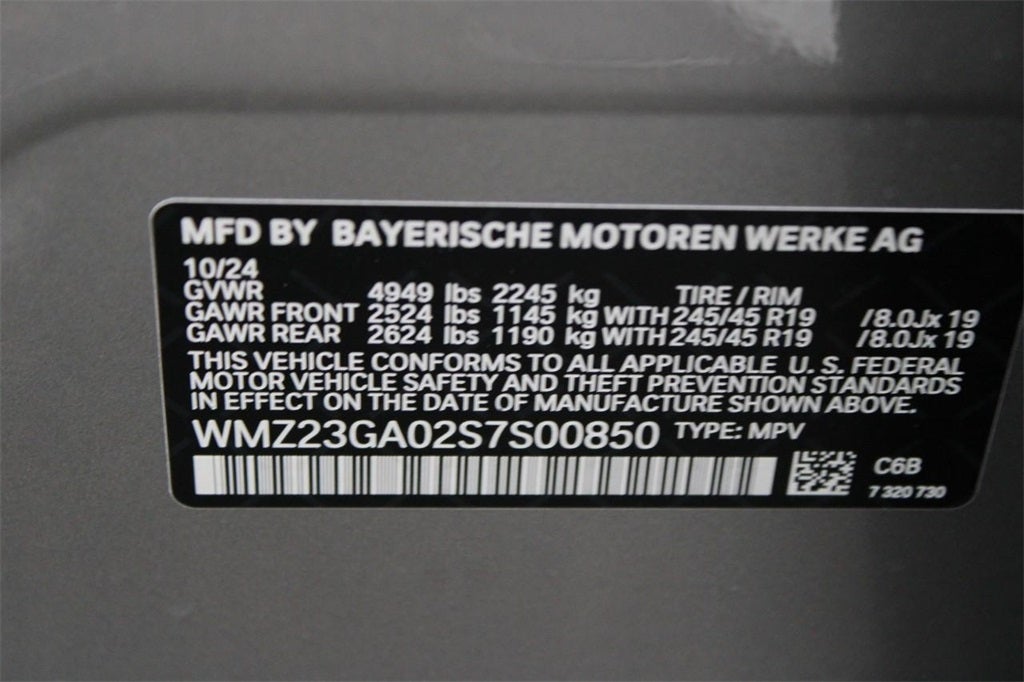 MFD BY BAYERISCHE MOTOREN WERKE AG
10/24
GVWR 4949 lbs 2245 kg TIRE / RIM
GAWR FRONT 2524 lbs 1145 kg WITH 245/45 R19 /8.0Jx 19
GAWR REAR 2624 lbs 1190 kg WITH 245/45 R19 /8.0Jx 19
THIS VEHICLE CONFORMS TO ALL APPLICABLE U. S. FEDERAL
MOTOR VEHICLE SAFETY AND THEFT PREVENTION STANDARDS
IN EFFECT ON THE DATE OF MANUFACTURE SHOWN ABOVE.
WMZ23GA02S7S00850 TYPE: MPV
C6B
7 320 730